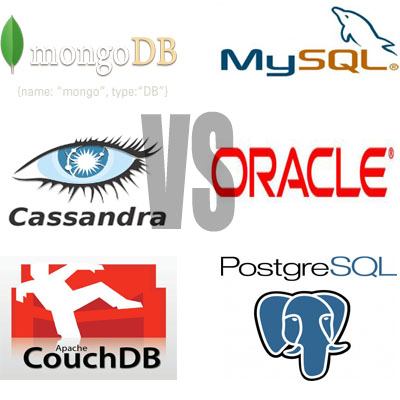 mongoDB
{name: "mongo", type:"DB"}
MySQL®
VS
Cassandra
ORACLE®
Apache
CouchDB
PostgreSQL